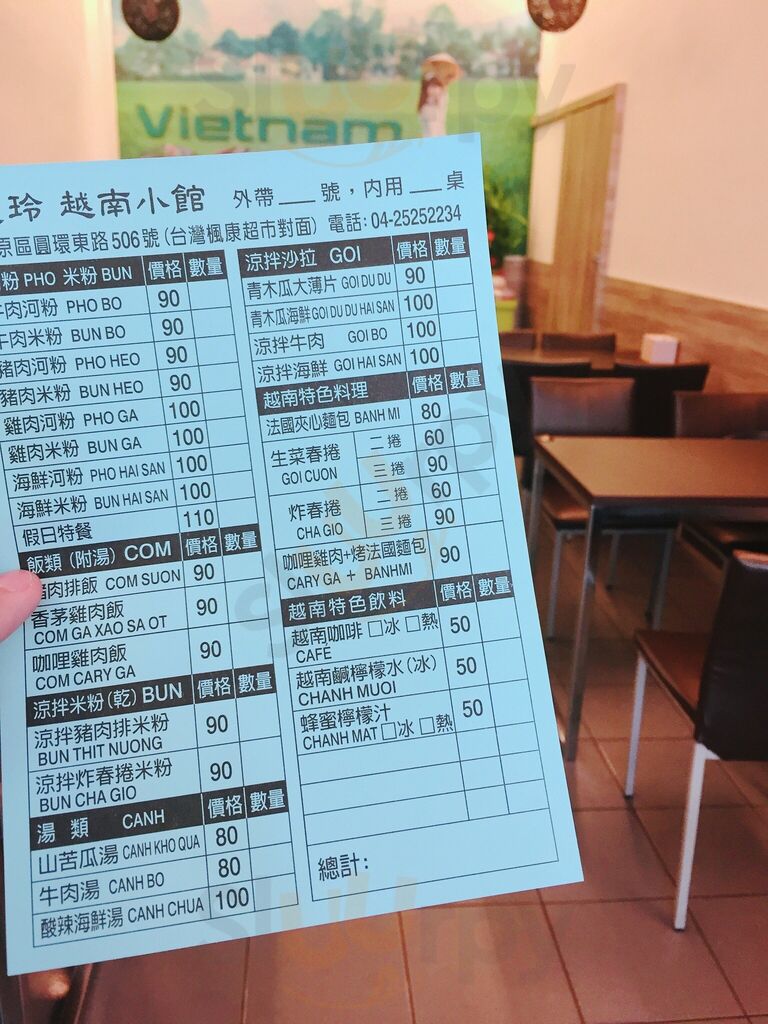 Vietnam
玲 越南小館 外帶 ___ 號，內用 ___ 桌
原區圓環東路506號(台灣楓康超市對面) 電話:04-25252234
粉 PHO 米粉 BUN 價格 數量
牛肉河粉 PHO BO 90
牛肉米粉 BUN BO 90
豬肉河粉 PHO HEO 90
豬肉米粉 BUN HEO 90
雞肉河粉 PHO GA 100
雞肉米粉 BUN GA 100
海鮮河粉 PHO HAI SAN 100
海鮮米粉 BUN HAI SAN 100
假日特餐 110
飯類 (附湯) COM 價格 數量
豬肉排飯 COM SUON 90
香茅雞肉飯 90
COM GA XAO SA OT
咖哩雞肉飯 90
COM CARY GA
涼拌米粉(乾) BUN 價格 數量
涼拌豬肉排米粉 90
BUN THIT NUONG
涼拌炸春捲米粉 90
BUN CHA GIO
湯 類 CANH 價格 數量
山苦瓜湯 CANH KHO QUA 80
牛肉湯 CANH BO 80
酸辣海鮮湯 CANH CHUA 100
涼拌沙拉 GOI 價格 數量
青木瓜大薄片 GOI DU DU 90
青木瓜海鮮 GOI DU DU HAI SAN 100
涼拌牛肉 GOI BO 100
涼拌海鮮 GOI HAI SAN 100
越南特色料理 價格 數量
法國夾心麵包 BANH MI 80
生菜春捲 二捲 60
GOI CUON 三捲 90
炸春捲 二捲 60
CHA GIO 三捲 90
咖哩雞肉+烤法國麵包 90
CARY GA + BANHMI
越南特色飲料 價格 數量
越南咖啡 □冰 □熱 50
CAFE
越南鹹檸檬水(冰) 50
CHANH MUOI
蜂蜜檸檬汁 50
CHANH MAT □冰 □熱
總計:
sluurpy
sluurpy
sluurpy